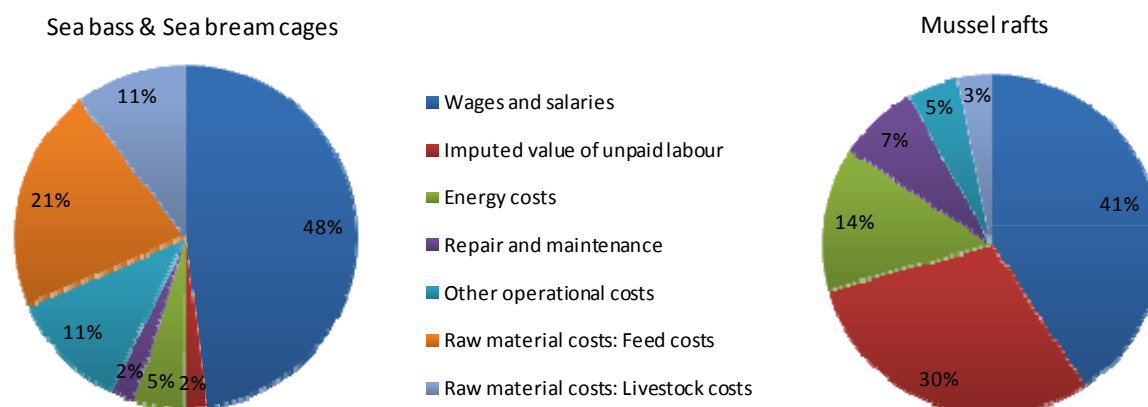 Sea bass & Sea bream cages
11%
21%
48%
11%
2%
5%
2%
Wages and salaries
Imputed value of unpaid labour
Energy costs
Repair and maintenance
Other operational costs
Raw material costs: Feed costs
Raw material costs: Livestock costs
Mussel rafts
3%
5%
7%
41%
14%
30%